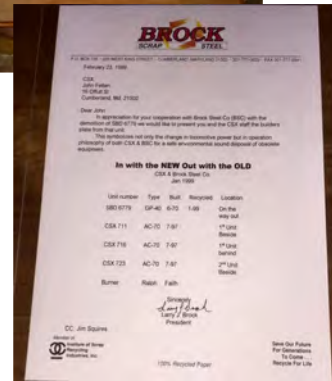 BROCK
SCRAP STEEL
February 23, 1999
CSX
John Fallen
Cumberland, Md. 21502
Dear John
In appreciation for your cooperation with Brock Steel Co (BSC) with the
demolition of SBD 6779 we would like to present you and the CSX staff the builders
plate from that unit.
This symbolizes not only the change in locomotive power but in operation
philosophy of both CSX & BSC for a safe environmental sound disposal of obsolete
equipment.
In with the NEW Out with the OLD
CSX & Brock Steel Co
Jan 1999
Unit number Type Built Recycled Location
SBD 6779 GP-40 6-70 1-99 On the
way out
CSX 711 AC-70 7-97 1st Unit
Beside
CSX 716 AC-70 7-97 1st Unit
behind
CSX 723 AC-70 7-97 2nd Unit
Beside
Burner Ralph Faith
Sincerely
Larry J Brock
Larry J. Brock
President
CC: Jim Squires
Member of
Institute of Scrap
Recycling
Industries, Inc.
100% Recycled Paper
Save Our Future
For Generations
To Come . . .
Recycle For Life